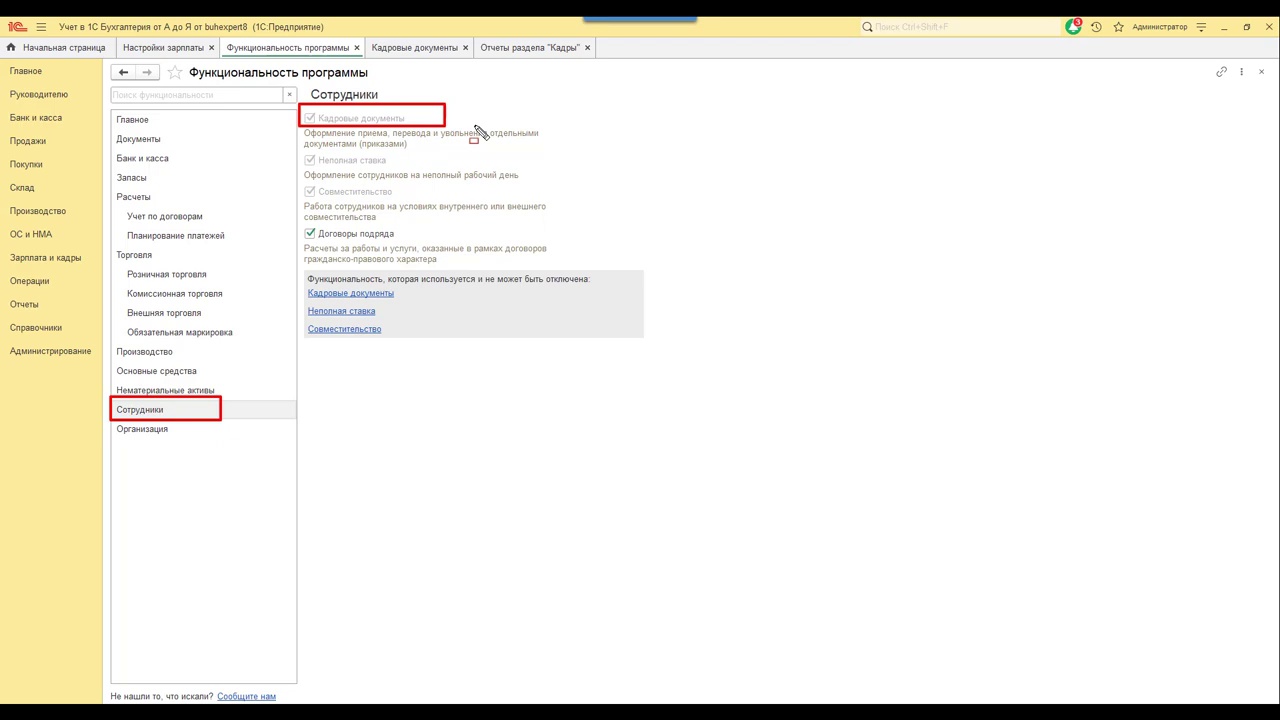 Учет в 1С Бухгалтерия от А до Я от buhexpert8 (1С:Предприятие)
Поиск Ctrl+Shift+F
3
Администратор
Начальная страница
Настройки зарплаты
Функциональность программы
Кадровые документы
Отчеты раздела "Кадры"
Главное
Руководителю
Банк и касса
Продажи
Покупки
Склад
Производство
ОС и НМА
Зарплата и кадры
Операции
Отчеты
Справочники
Администрирование
Функциональность программы
Поиск функциональности
Главное
Документы
Банк и касса
Запасы
Расчеты
Учет по договорам
Планирование платежей
Торговля
Розничная торговля
Комиссионная торговля
Внешняя торговля
Обязательная маркировка
Производство
Основные средства
Нематериальные активы
Сотрудники
Организация
Сотрудники
Кадровые документы
Оформление приема, перевода и увольнения отдельными
документами (приказами)
Неполная ставка
Оформление сотрудников на неполный рабочий день
Совместительство
Работа сотрудников на условиях внутреннего или внешнего
совместительства
Договоры подряда
Расчеты за работы и услуги, оказанные в рамках договоров
гражданско-правового характера
Функциональность, которая используется и не может быть отключена:
Кадровые документы
Неполная ставка
Совместительство
Не нашли то, что искали? Сообщите нам